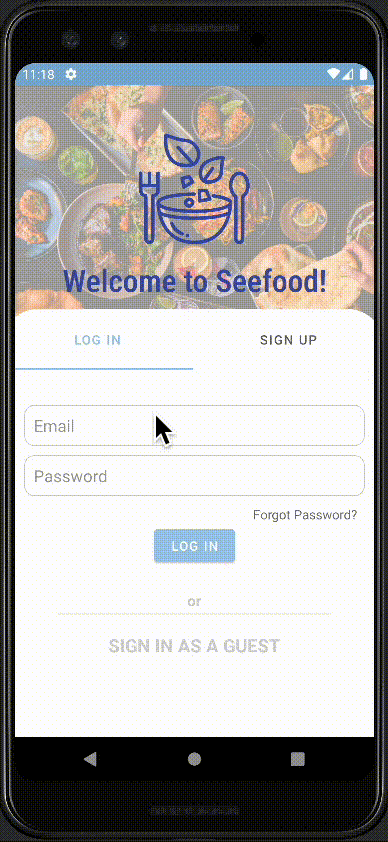 11:18
Welcome to Seefood!
LOG IN
SIGN UP
Email
Password
Forgot Password?
LOG IN
or
SIGN IN AS A GUEST